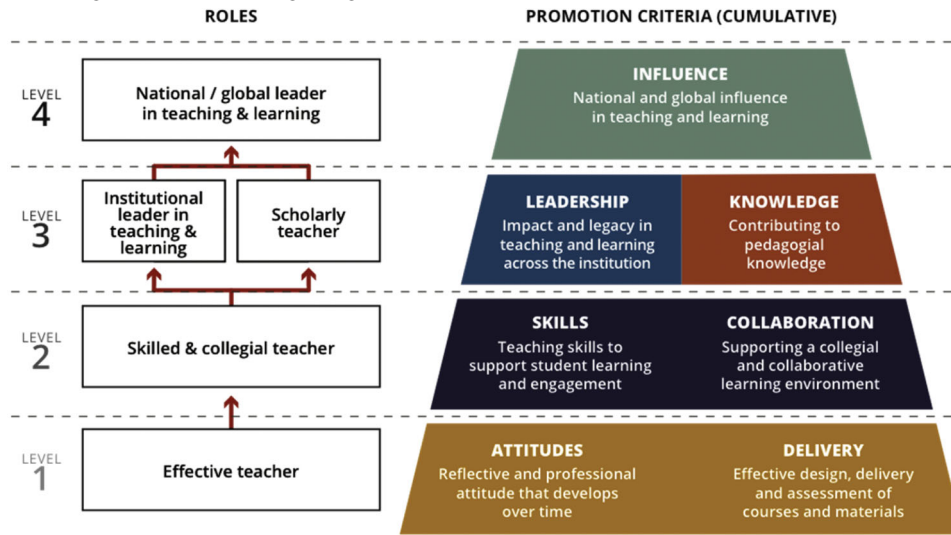 ROLES
PROMOTION CRITERIA (CUMULATIVE)
LEVEL
4
National / global leader
in teaching & learning
INFLUENCE
National and global influence
in teaching and learning
LEVEL
3
Institutional
leader in
teaching &
learning
Scholarly
teacher
LEADERSHIP
Impact and legacy in
teaching and learning
across the institution
KNOWLEDGE
Contributing to
pedagogial
knowledge
LEVEL
2
Skilled & collegial teacher
SKILLS
Teaching skills to
support student learning
and engagement
COLLABORATION
Supporting a collegial
and collaborative
learning environment
LEVEL
1
Effective teacher
ATTITUDES
Reflective and professional
attitude that develops
over time
DELIVERY
Effective design, delivery
and assessment of
courses and materials